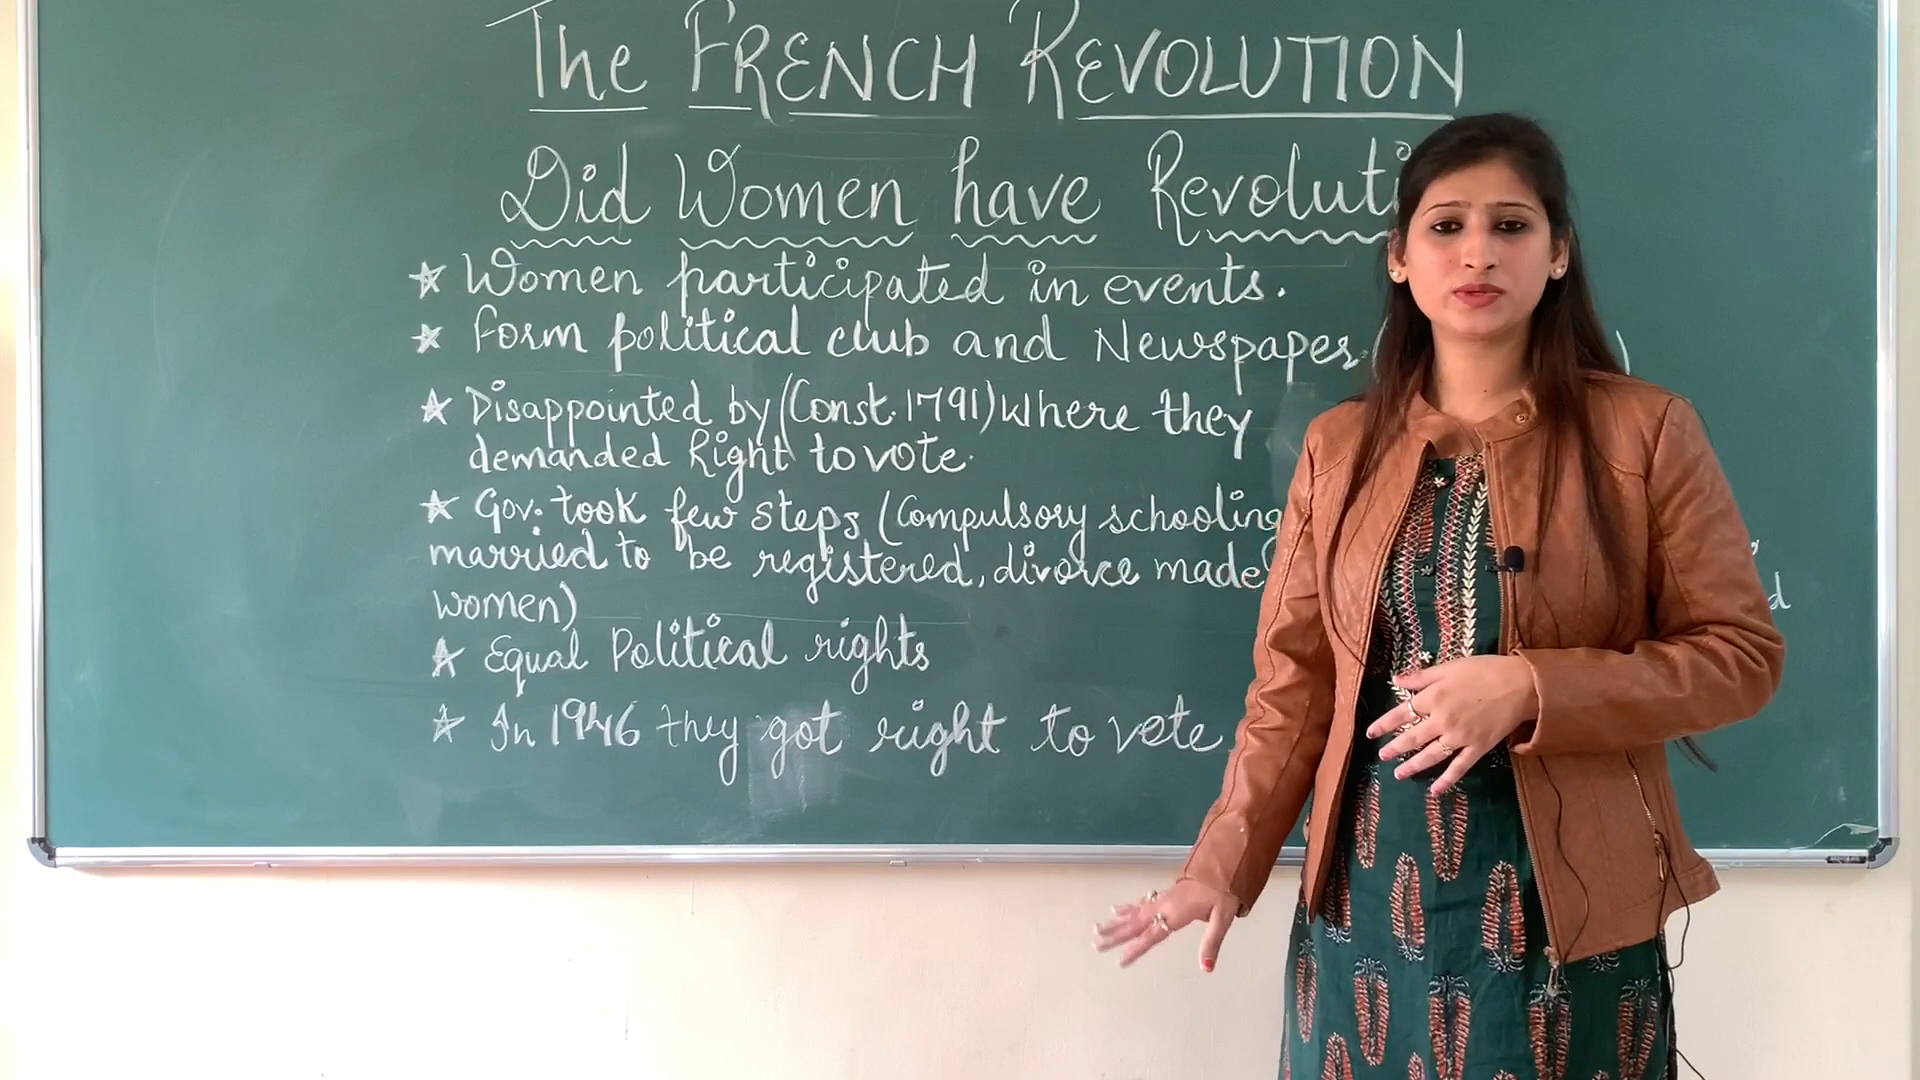 The FRENCH REVOLUTION
Did Women have Revoluti
★ Women participated in events.
★ Form political club and Newspaper. ( )
★ Disappointed by (Const. 1791) where they
demanded Right to vote.
★ Gov. took few steps (Compulsory schooling
married to be registered, divorce made
women)
★ Equal Political rights
★ In 1946 they got right to vote